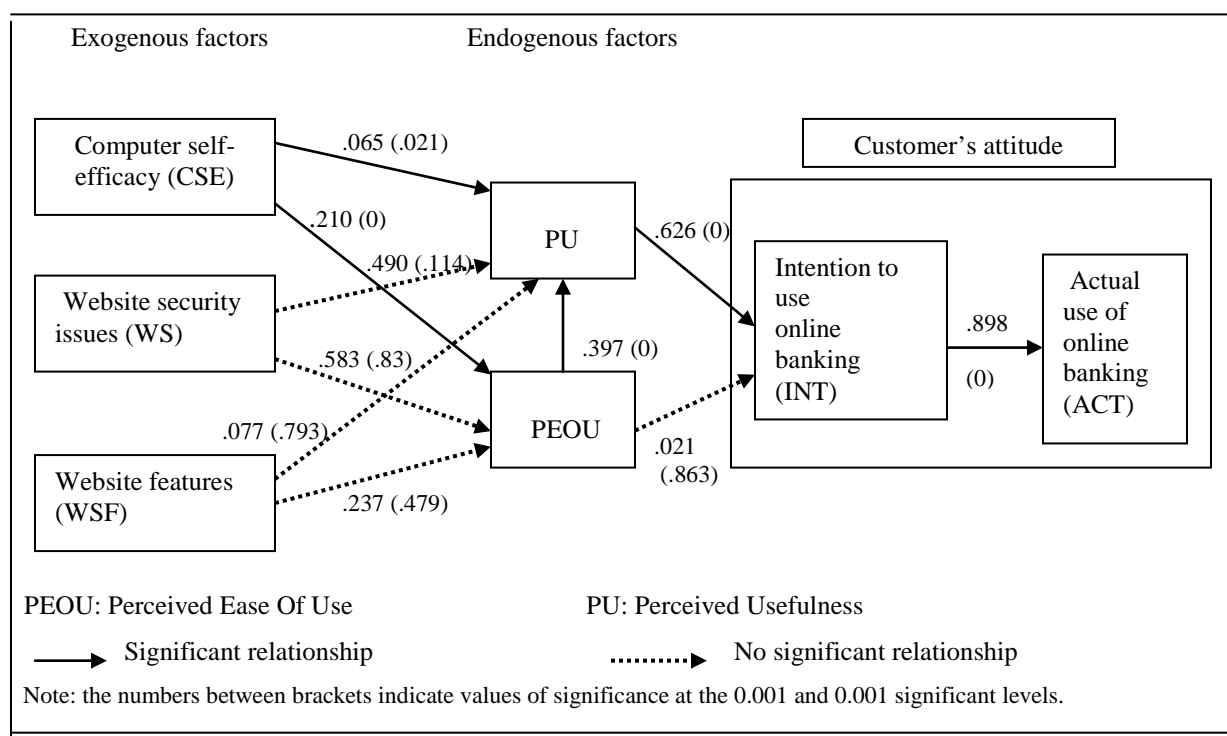 Exogenous factors
Endogenous factors
Computer self-
efficacy (CSE)
.065 (.021)
Customer’s attitude
.210 (0)
PU
.626 (0)
.490 (.114)
Website security
issues (WS)
Intention to
use
online
banking
(INT)
Actual
use of
online
banking
(ACT)
.898
(0)
.397 (0)
.583 (.83)
PEOU
.077 (.793)
.021
(.863)
Website features
(WSF)
.237 (.479)
PEOU: Perceived Ease Of Use
PU: Perceived Usefulness
Significant relationship
No significant relationship
Note: the numbers between brackets indicate values of significance at the 0.001 and 0.001 significant levels.